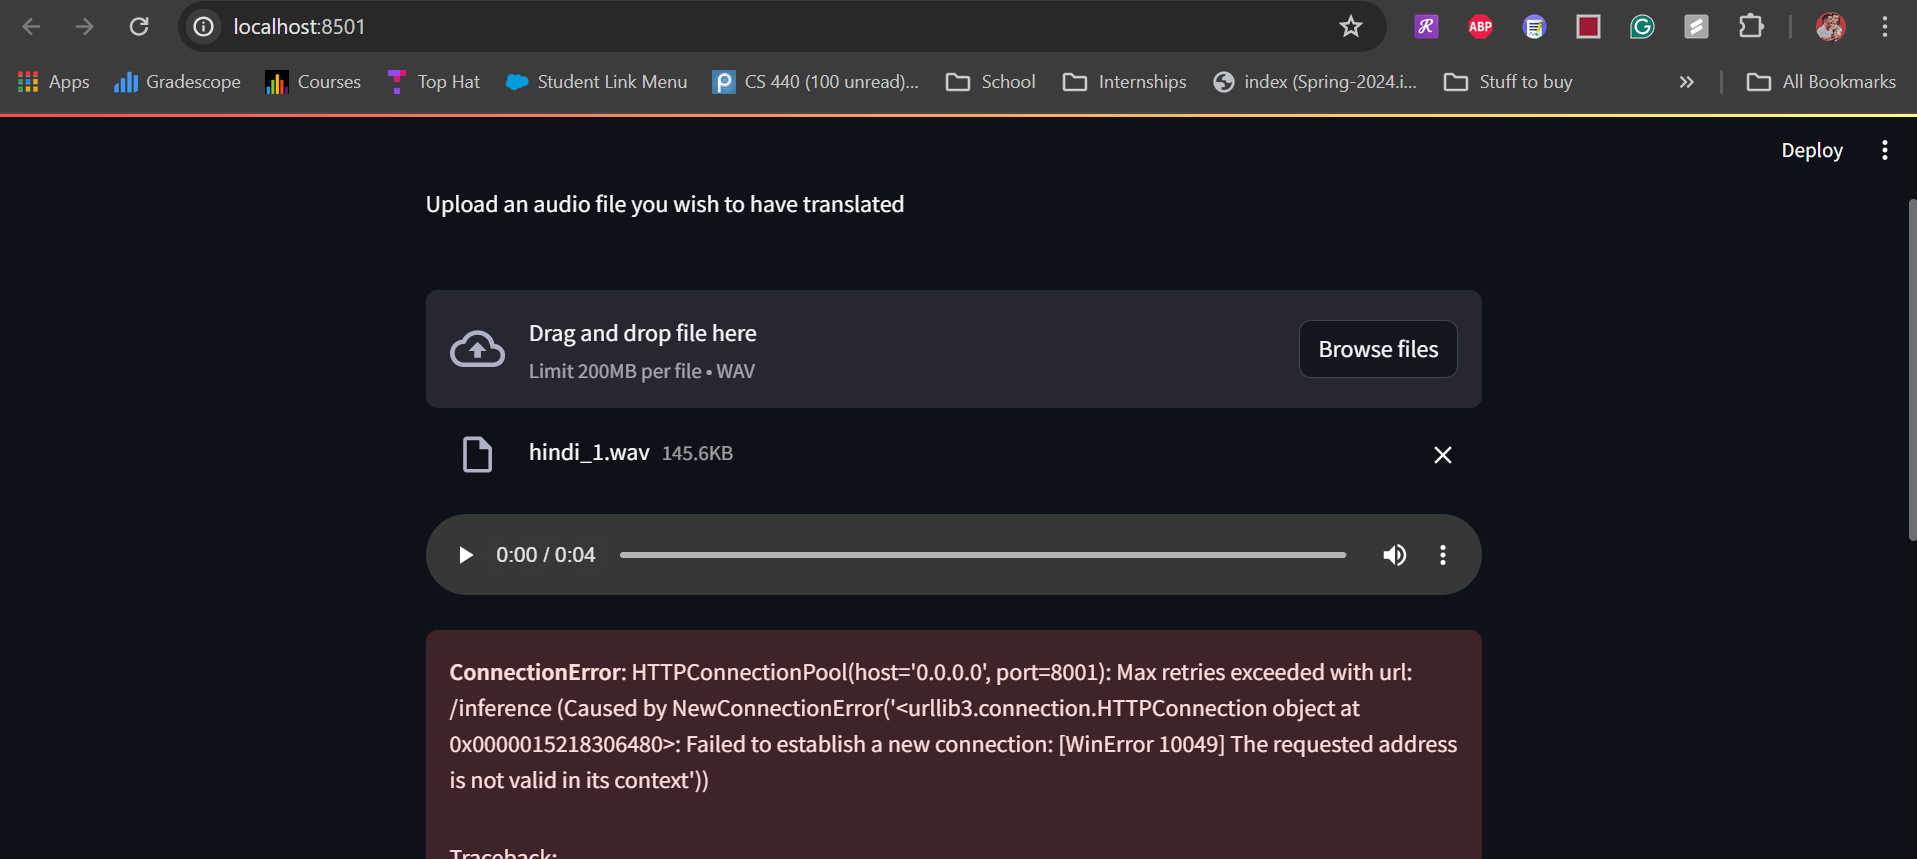 localhost:8501
ABP
Apps Gradescope Courses Top Hat Student Link Menu CS 440 (100 unread)... School Internships index (Spring-2024.i... Stuff to buy » All Bookmarks
Deploy
Upload an audio file you wish to have translated
Drag and drop file here
Limit 200MB per file • WAV
Browse files
hindi_1.wav 145.6KB
0:00 / 0:04
ConnectionError: HTTPConnectionPool(host='0.0.0.0', port=8001): Max retries exceeded with url:
/inference (Caused by NewConnectionError('<urllib3.connection.HTTPConnection object at
0x0000015218306480>: Failed to establish a new connection: [WinError 10049] The requested address
is not valid in its context'))
Traceback: